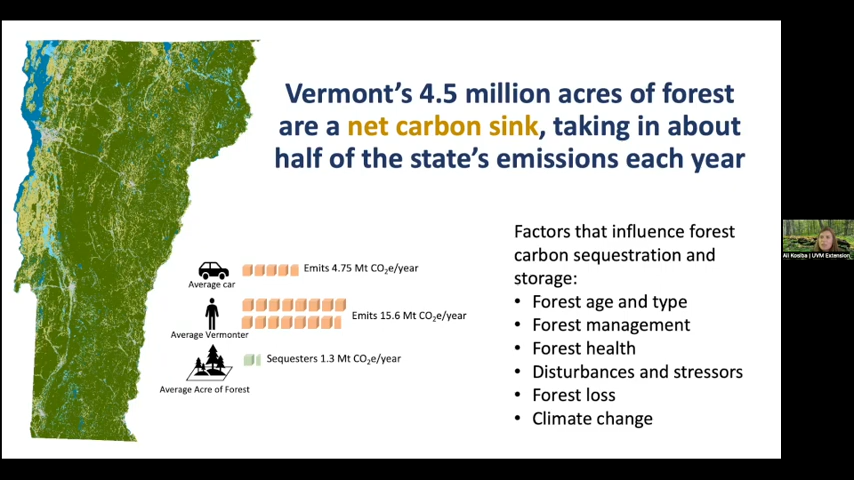 Vermont's 4.5 million acres of forest
are a net carbon sink, taking in about
half of the state's emissions each year
Emits 4.75 Mt CO₂e/year
Average car
Emits 15.6 Mt CO₂e/year
Average Vermonter
Sequesters 1.3 Mt CO₂e/year
Average Acre of Forest
Factors that influence forest
carbon sequestration and
storage:
• Forest age and type
• Forest management
• Forest health
• Disturbances and stressors
• Forest loss
• Climate change
Ali Kosiba | UVM Extension